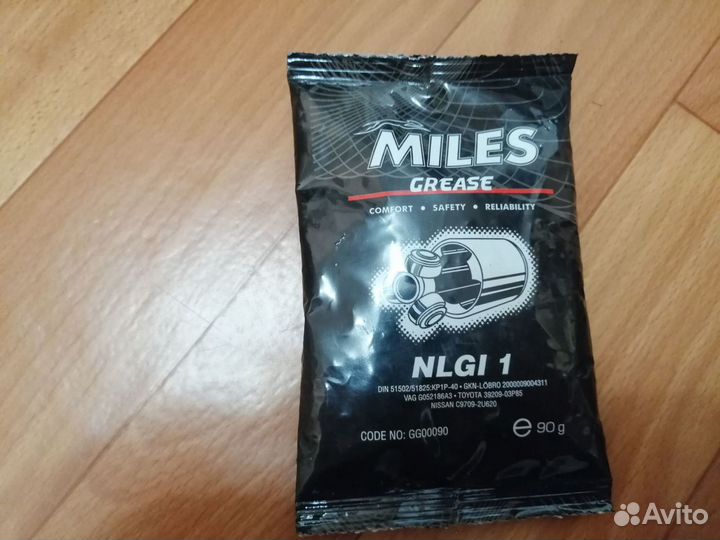 MILES
GREASE
COMFORT • SAFETY • RELIABILITY
NLGI 1
DIN 51502/51825:KP1P-40 • GKN-LÖBRO 2000009004311
VAG G052186A3 • TOYOTA 39209-03P85
NISSAN C9709-2U620
CODE NO: GG00090
℮ 90 g
Avito